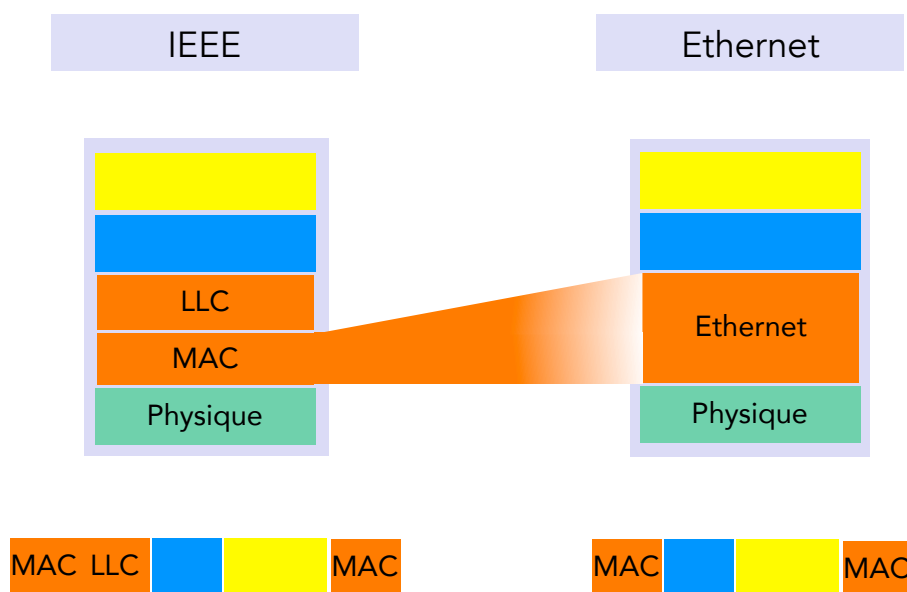 IEEE
Ethernet
LLC
MAC
Physique
Ethernet
Physique
MAC LLC
MAC
MAC
MAC